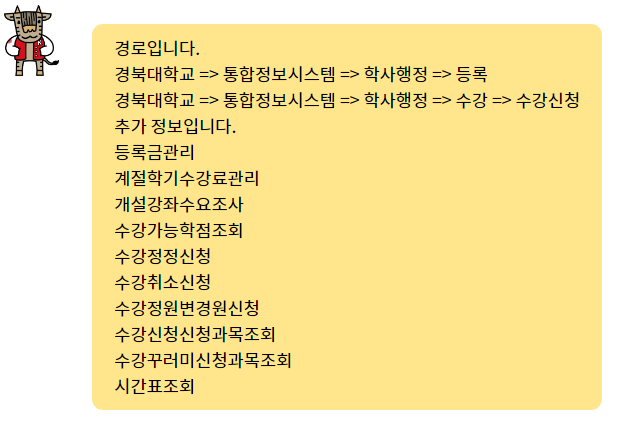 경로입니다.
경북대학교 => 통합정보시스템 => 학사행정 => 등록
경북대학교 => 통합정보시스템 => 학사행정 => 수강 => 수강신청
추가 정보입니다.
등록금관리
계절학기수강료관리
개설강좌수요조사
수강가능학점조회
수강정정신청
수강취소신청
수강정원변경원신청
수강신청신청과목조회
수강꾸러미신청과목조회
시간표조회